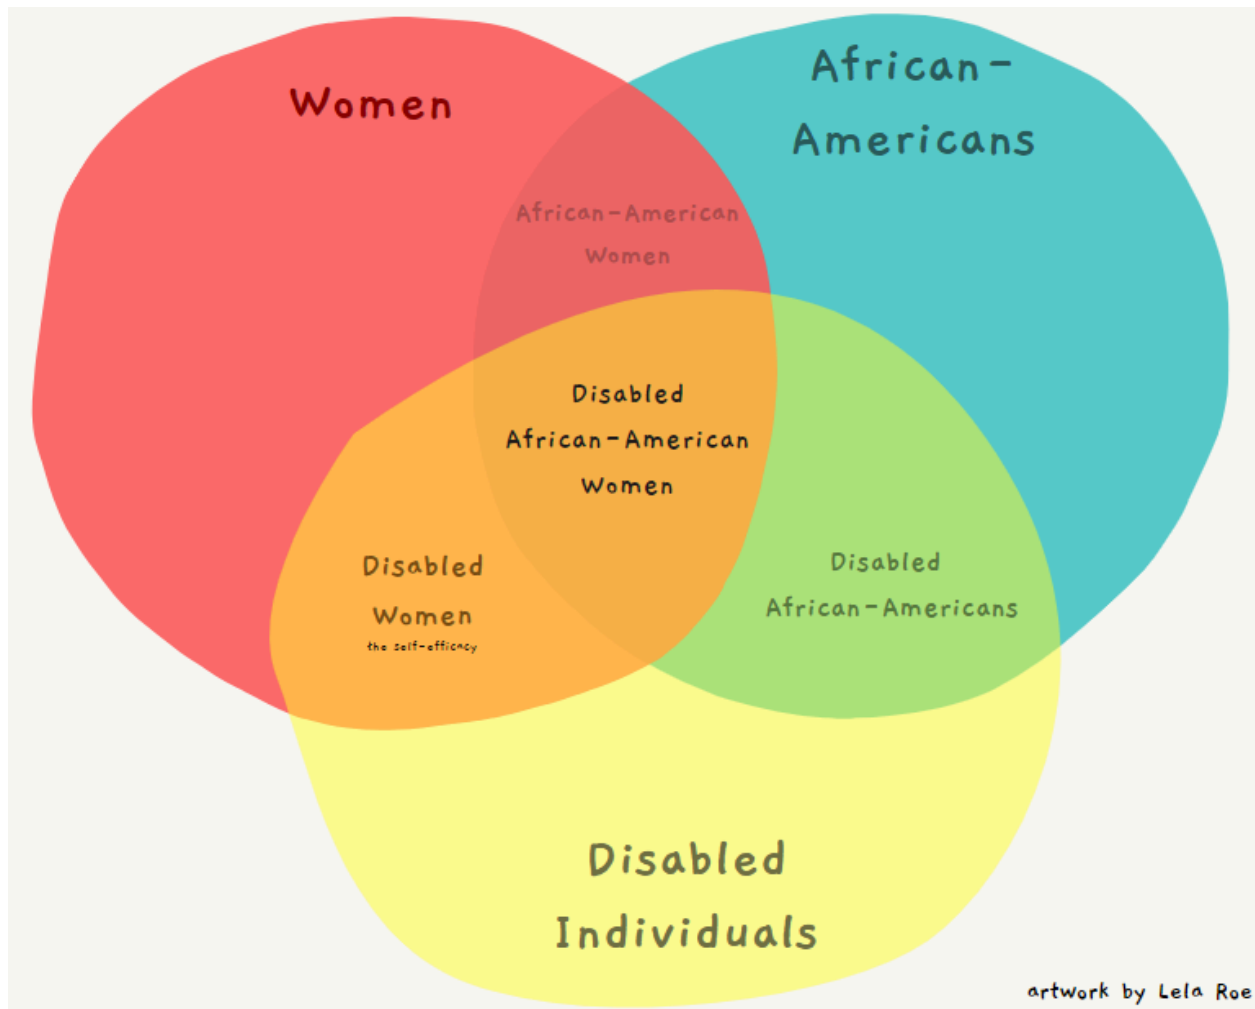 Women
African-
Americans
African-American
Women
Disabled
African-American
Women
Disabled
Women
the self-efficacy
Disabled
African-Americans
Disabled
Individuals
artwork by Lela Roe